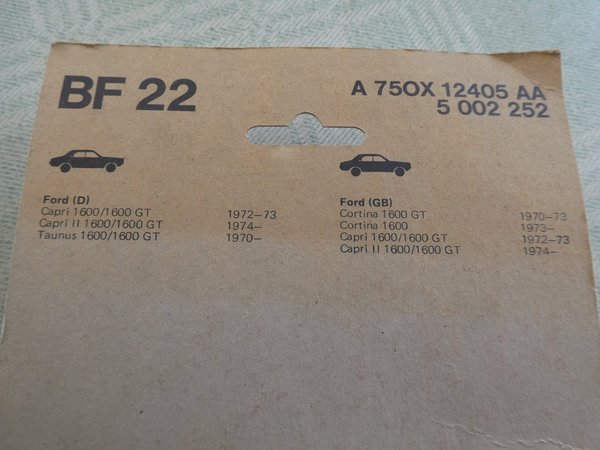 BF 22
A 750X 12405 AA
5 002 252
Ford (D)
Capri 1600/1600 GT 1972–73
Capri II 1600/1600 GT 1974–
Taunus 1600/1600 GT 1970–
Ford (GB)
Cortina 1600 GT 1970–73
Cortina 1600 1973–
Capri 1600/1600 GT 1972–73
Capri II 1600/1600 GT 1974–